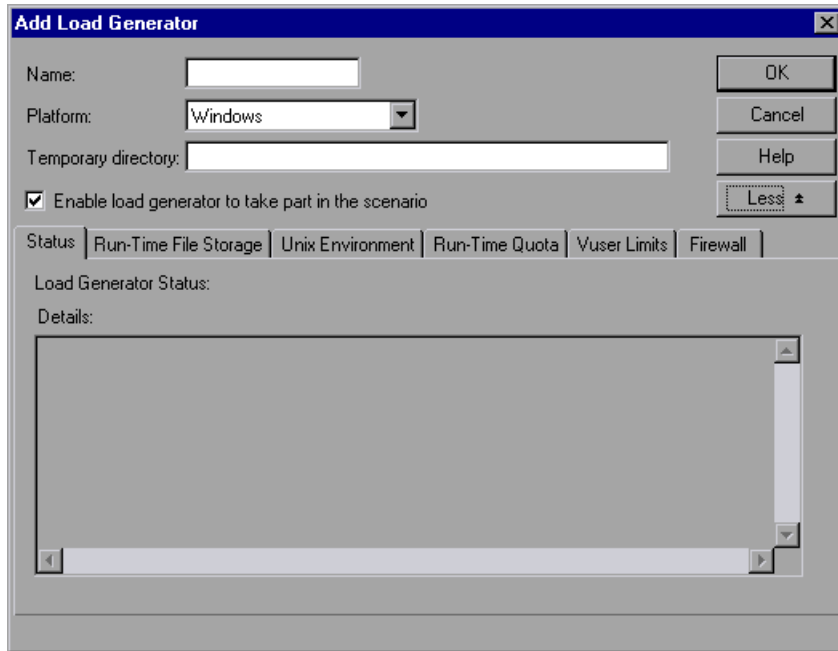 Add Load Generator
Name:
OK
Platform: Windows
Cancel
Temporary directory:
Help
Enable load generator to take part in the scenario
Less
Status Run-Time File Storage Unix Environment Run-Time Quota Vuser Limits Firewall
Load Generator Status:
Details: